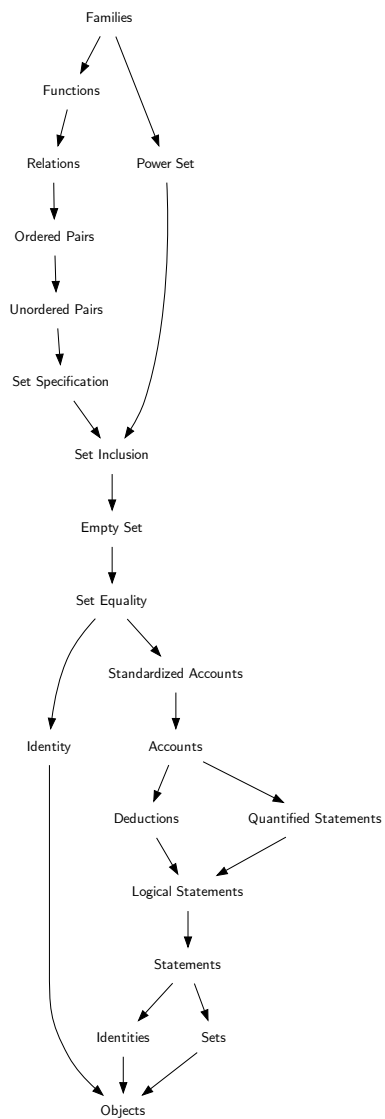 Families
Functions
Relations
Power Set
Ordered Pairs
Unordered Pairs
Set Specification
Set Inclusion
Empty Set
Set Equality
Standardized Accounts
Identity
Accounts
Deductions
Quantified Statements
Logical Statements
Statements
Identities
Sets
Objects